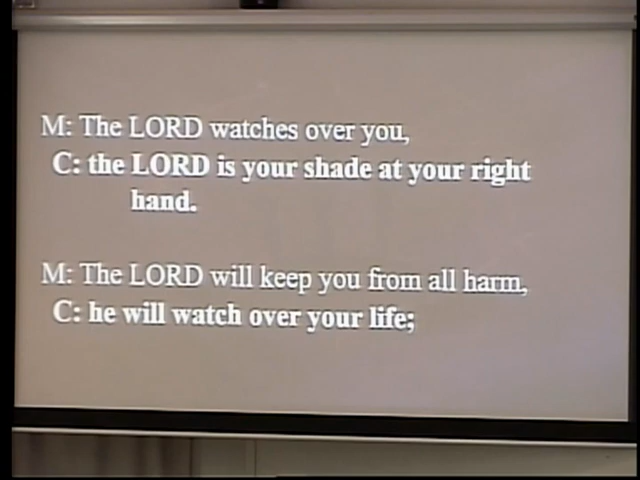 M: The LORD watches over you,
C: the LORD is your shade at your right
hand.
M: The LORD will keep you from all harm,
C: he will watch over your life;